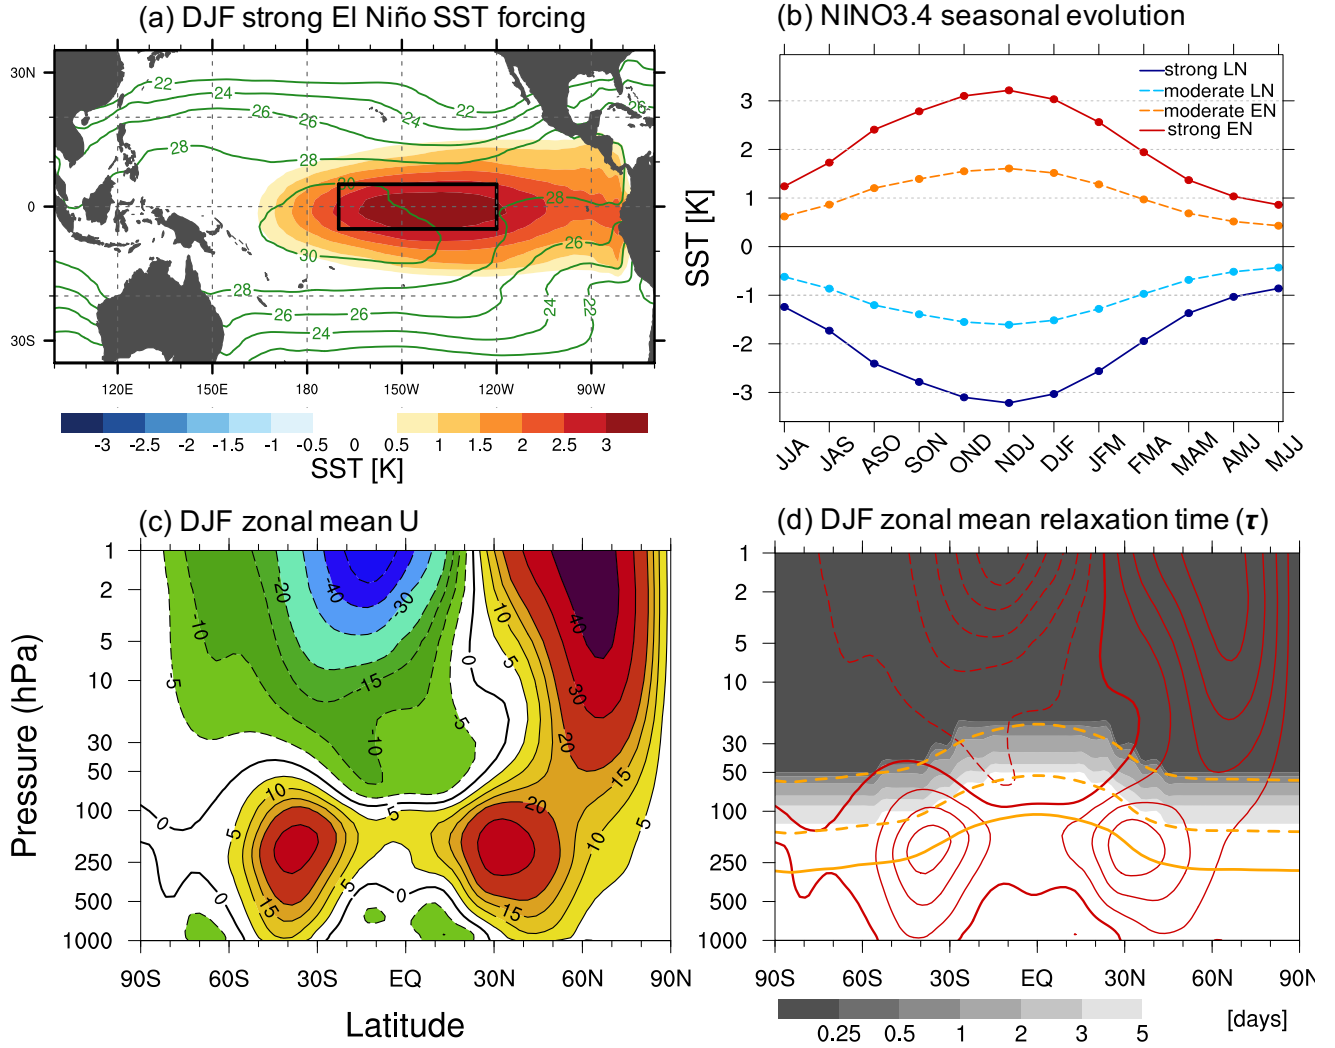 (a) DJF strong El Niño SST forcing
22
24
26
28
22
24
26
26
28
30
28
30
28
26
26
26
24
24
22
30N
0
30S
120E
150E
180
150W
120W
90W
-3
-2.5
-2
-1.5
-1
-0.5
0
0.5
1
1.5
2
2.5
3
SST [K]
(b) NINO3.4 seasonal evolution
strong LN
moderate LN
moderate EN
strong EN
SST [K]
3
2
1
0
-1
-2
-3
JJA
JAS
ASO
SON
OND
NDJ
DJF
JFM
FMA
MAM
AMJ
MJJ
(c) DJF zonal mean U
Pressure (hPa)
1
2
5
10
30
50
100
250
500
1000
-5
-10
-20
-40
-30
-15
-10
-5
0
5
10
40
30
20
15
10
5
0
5
10
15
5
20
15
5
0
0
90S
60S
30S
EQ
30N
60N
90N
Latitude
(d) DJF zonal mean relaxation time (τ)
1
2
5
10
30
50
100
250
500
1000
90S
60S
30S
EQ
30N
60N
90N
0.25
0.5
1
2
3
5
[days]